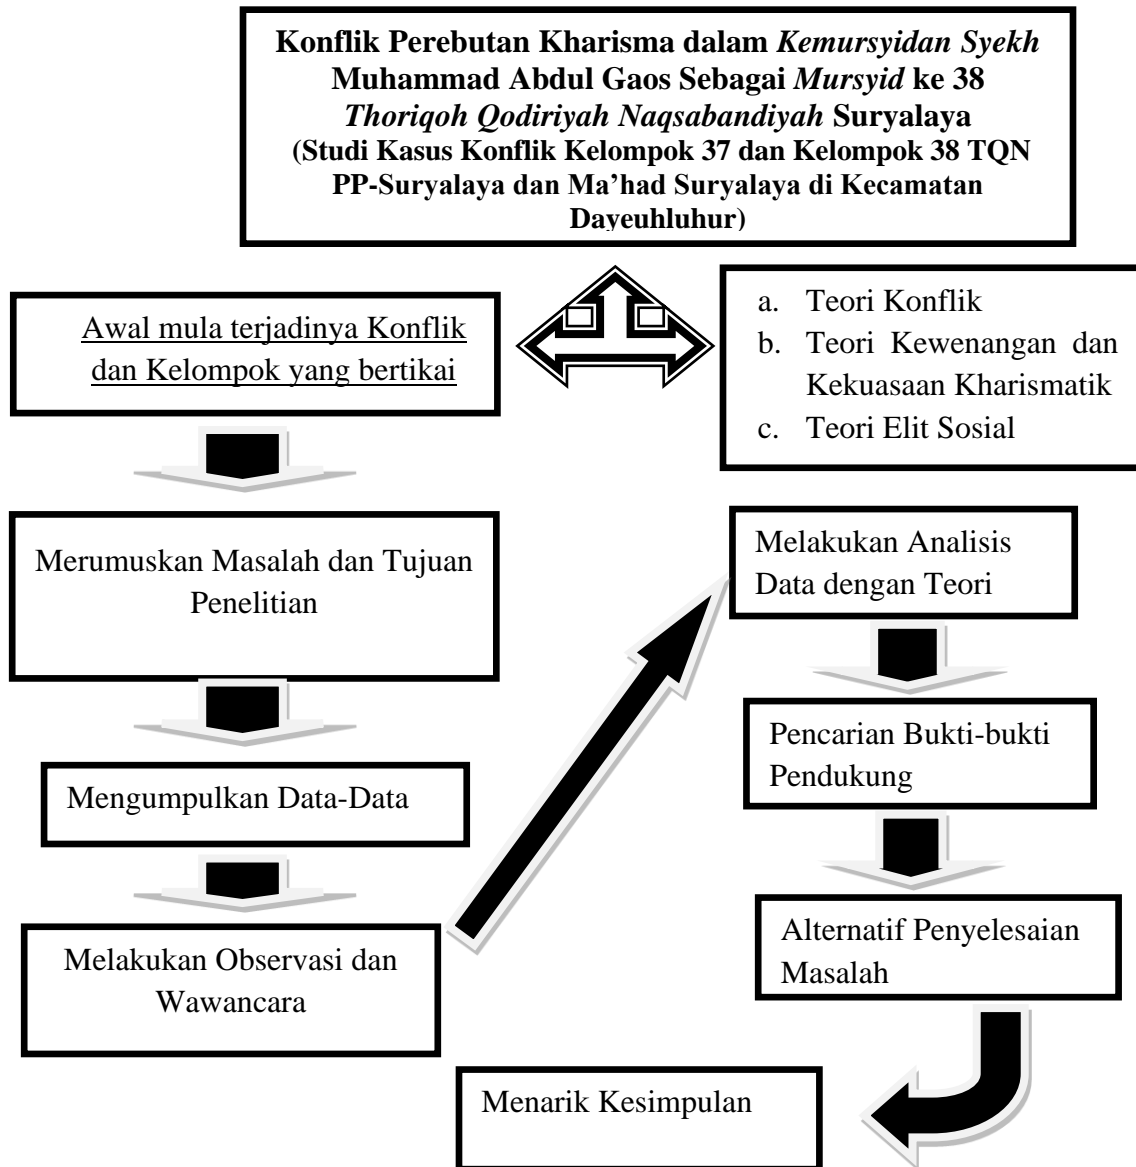 Konflik Perebutan Kharisma dalam Kemursyidan Syekh
Muhammad Abdul Gaos Sebagai Mursyid ke 38
Thoriqoh Qodiriyah Naqsabandiyah Suryalaya
(Studi Kasus Konflik Kelompok 37 dan Kelompok 38 TQN
PP-Suryalaya dan Ma’had Suryalaya di Kecamatan
Dayeuhluhur)
Awal mula terjadinya Konflik
dan Kelompok yang bertikai
a. Teori Konflik
b. Teori Kewenangan dan
Kekuasaan Kharismatik
c. Teori Elit Sosial
Merumuskan Masalah dan Tujuan
Penelitian
Mengumpulkan Data-Data
Melakukan Observasi dan
Wawancara
Melakukan Analisis
Data dengan Teori
Pencarian Bukti-bukti
Pendukung
Alternatif Penyelesaian
Masalah
Menarik Kesimpulan